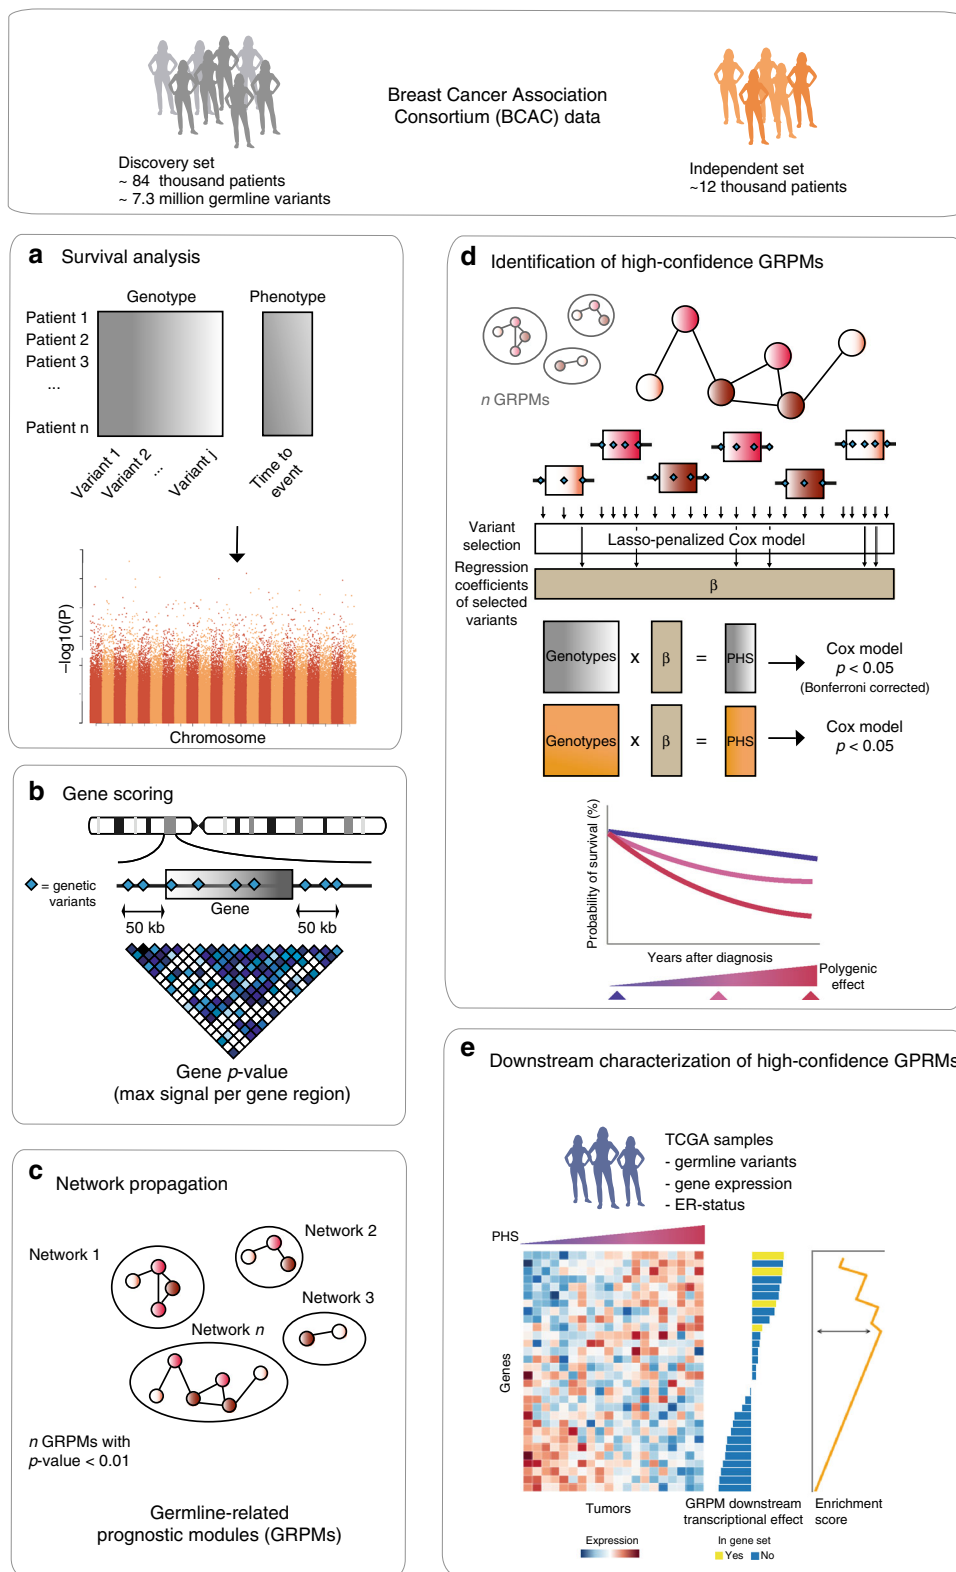 Breast Cancer Association
Consortium (BCAC) data
Discovery set
~ 84 thousand patients
~ 7.3 million germline variants
Independent set
~12 thousand patients
a Survival analysis
Genotype
Phenotype
Patient 1
Patient 2
Patient 3
...
Patient n
Variant 1
Variant 2
...
Variant j
Time to
event
–log10(P)
Chromosome
b Gene scoring
= genetic
variants
Gene
50 kb
50 kb
Gene p-value
(max signal per gene region)
c Network propagation
Network 1
Network 2
Network 3
Network n
n GRPMs with
p-value < 0.01
Germline-related
prognostic modules (GRPMs)
d Identification of high-confidence GRPMs
n GRPMs
Variant
selection
Lasso-penalized Cox model
Regression
coefficients
of selected
variants
β
Genotypes x β = PHS
Cox model
p < 0.05
(Bonferroni corrected)
Genotypes x β = PHS
Cox model
p < 0.05
Probability of survival (%)
Years after diagnosis
Polygenic
effect
e Downstream characterization of high-confidence GPRMs
TCGA samples
- germline variants
- gene expression
- ER-status
PHS
Genes
Tumors
GRPM downstream
transcriptional effect
Enrichment
score
Expression
In gene set
Yes No